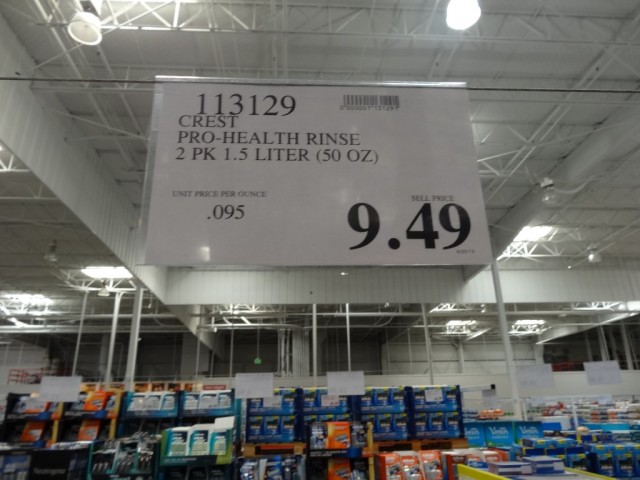 113129
CREST
PRO-HEALTH RINSE
2 PK 1.5 LITER (50 OZ)
UNIT PRICE PER OUNCE
.095
SELL PRICE
9.49